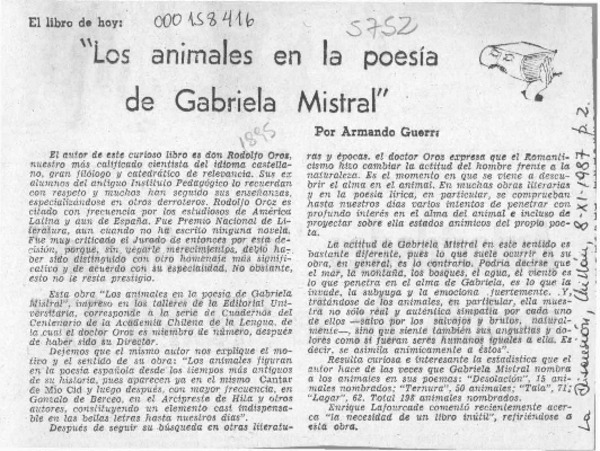 El libro de hoy:
000158416
5752
"Los animales en la poesía
de Gabriela Mistral"
1885
Por Armando Guerr
El autor de este curioso libro es don Rodolfo Oroz,
nuestro más calificado cientista del idioma castella-
no, gran filólogo y catedrático de relevancia. Sus ex
alumnos del antiguo Instituto Pedagógico lo recuerdan
con respeto y muchos han seguido sus enseñanzas,
especializándose en otros derroteros. Rodolfo Oroz es
citado con frecuencia por los estudiosos de América
Latina y aun de España. Fue Premio Nacional de Li-
teratura, aun cuando no ha escrito ninguna novela.
Fue muy criticado el Jurado de entonces por esta de-
cisión, porque, sin negarle merecimientos, debió ha-
ber sido distinguido con otro homenaje más significa-
tivo y de acuerdo con su especialidad. No obstante,
esto no le resta prestigio.
Esta obra "Los animales en la poesía de Gabriela
Mistral", impreso en los talleres de la Editorial Uni-
versitaria, corresponde a la serie de Cuadernos del
Centenario de la Academia Chilena de la Lengua, de
la cual el doctor Oros es miembro de número, después
de haber sido su Director.
Dejemos que el mismo autor nos explique el mo-
tivo y el sentido de su obra: "Los animales figuran
en la poesía española desde los tiempos más antiguos
de su historia, pues aparecen ya en el mismo Cantar
de Mio Cid y luego después, con mayor frecuencia, en
Gonzalo de Berceo, en el Arcipreste de Hita y otros
autores, constituyendo un elemento casi indispensa-
ble en las bellas letras hasta nuestros días".
Después de seguir su búsqueda en otras literatu-
ras y épocas, el doctor Oros expresa que el Romanti-
cismo hizo cambiar la actitud del hombre frente a la
naturaleza. Es el momento en que se viene a descu-
brir el alma en el animal. En muchas obras literarias
y en la poesía lírica, en particular, se comprueban
hasta nuestros días varios intentos de penetrar con
profundo interés en el alma del animal e incluso de
proyectar sobre ella estados anímicos del propio poe-
ta.
La actitud de Gabriela Mistral en este sentido es
bastante diferente, pues lo que suele ocurrir en su
obra, en general, es lo contrario. Podría decirse que
el mar, la montaña, los bosques, el agua, el viento es
lo que penetra en el alma de Gabriela, es lo que la
invade, la subyuga y la emociona fuertemente. Y,
tratándose de los animales, en particular, ella mues-
tra no sólo real y auténtica simpatía por cada uno
de ellos —salvo por los salvajos y brutos, natural-
mente—, sino que siente también sus angustias y do-
lores como si fueran seres humanos iguales a ella. Es
decir, se asimila anímicamente a éstos".
Resulta curiosa e interesante la estadística que el
autor hace de las veces que Gabriela Mistral nombra
a los animales en sus poemas: "Desolación", 15 ani-
males nombrados; "Ternura", 50 animales; "Tala", 71;
"Lagar", 62. Total 198 animales nombrados.
Enrique Lafourcade comentó recientemente acerca
"la necesidad de un libro inútil", refiriéndose a
esta obra.
La Discusión, Chillán, 8-XI-1987 p.2.